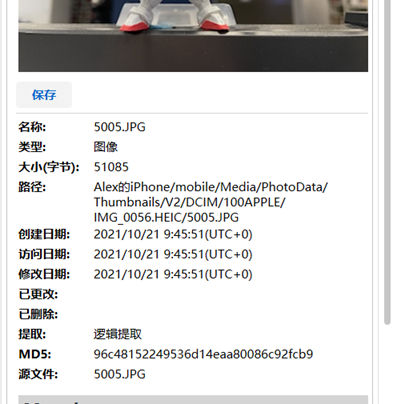 保存
名称: 5005.JPG
类型: 图像
大小(字节): 51085
路径: Alex的iPhone/mobile/Media/PhotoData/
Thumbnails/V2/DCIM/100APPLE/
IMG_0056.HEIC/5005.JPG
创建日期: 2021/10/21 9:45:51(UTC+0)
访问日期: 2021/10/21 9:45:51(UTC+0)
修改日期: 2021/10/21 9:45:51(UTC+0)
已更改:
已删除:
提取: 逻辑提取
MD5: 96c48152249536d14eaa80086c92fcb9
源文件: 5005.JPG